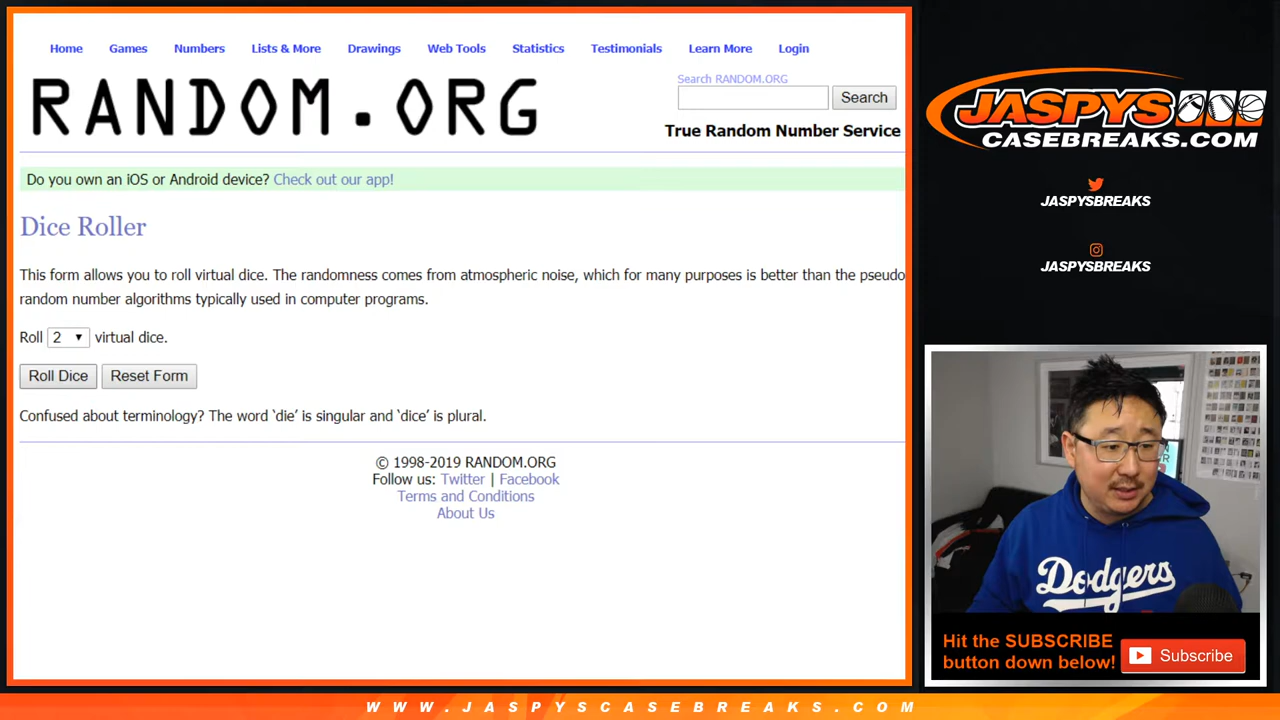 Home Games Numbers Lists & More Drawings Web Tools Statistics Testimonials Learn More Login
RANDOM.ORG
Search RANDOM.ORG
Search
True Random Number Service
Do you own an iOS or Android device? Check out our app!
Dice Roller
This form allows you to roll virtual dice. The randomness comes from atmospheric noise, which for many purposes is better than the pseudo
random number algorithms typically used in computer programs.
Roll 2 virtual dice.
Roll Dice Reset Form
Confused about terminology? The word ‘die’ is singular and ‘dice’ is plural.
© 1998-2019 RANDOM.ORG
Follow us: Twitter | Facebook
Terms and Conditions
About Us
JASPYS
CASEBREAKS.COM
JASPYSBREAKS
JASPYSBREAKS
Dodgers
Hit the SUBSCRIBE
button down below!
Subscribe
WWW.JASPYSCASEBREAKS.COM